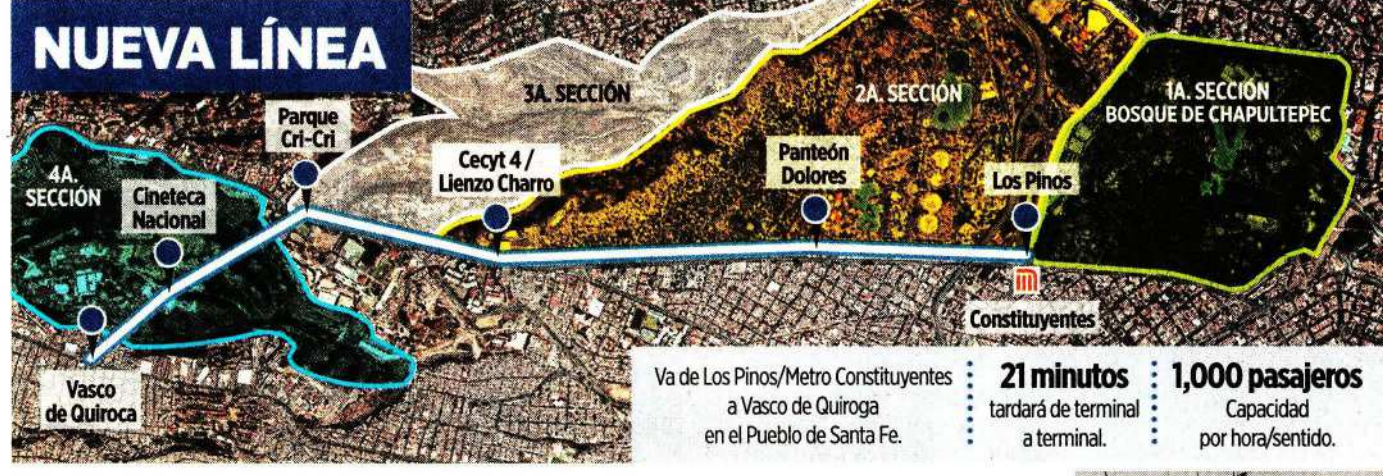 NUEVA LÍNEA
3A. SECCIÓN
2A. SECCIÓN
1A. SECCIÓN
BOSQUE DE CHAPULTEPEC
Parque
Cri-Cri
Cecyt 4 /
Lienzo Charro
Panteón
Dolores
Los Pinos
4A.
SECCIÓN
Cineteca
Nacional
Constituyentes
Vasco
de Quiroca
Va de Los Pinos/Metro Constituyentes
a Vasco de Quiroga
en el Pueblo de Santa Fe.
21 minutos
tardará de terminal
a terminal.
1,000 pasajeros
Capacidad
por hora/sentido.